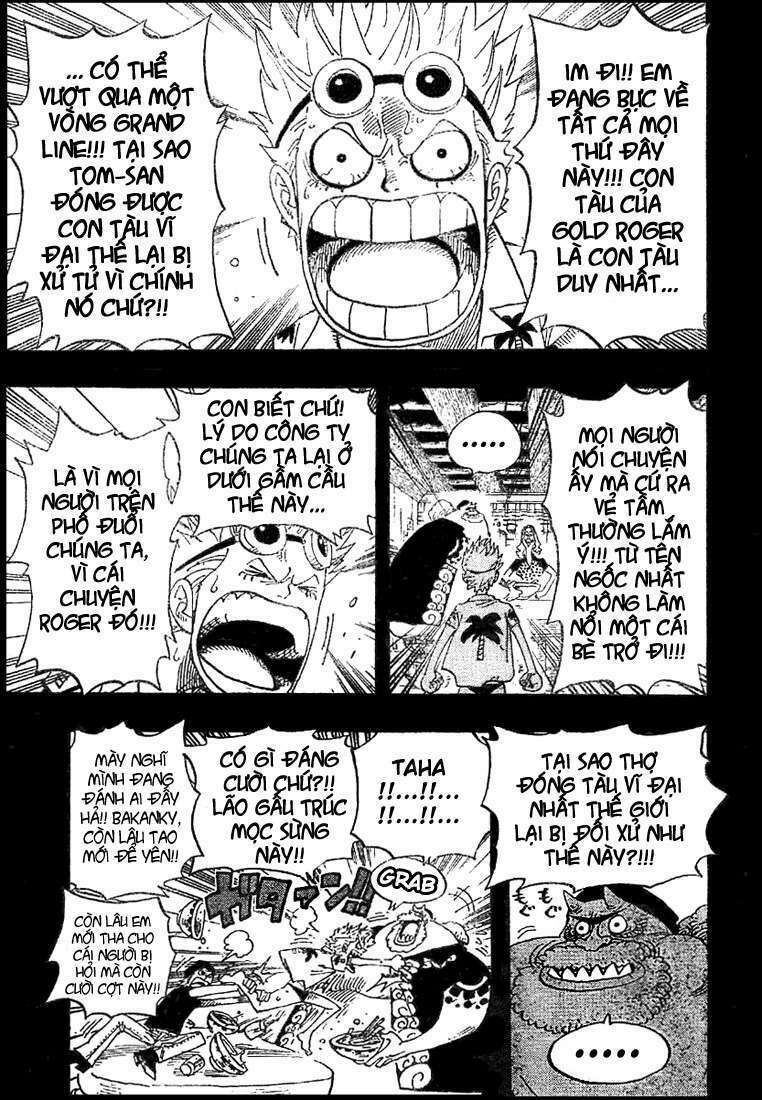 IM ĐI!! EM
ĐANG BỰC VỀ
TẤT CẢ MỌI
THỨ ĐÂY
NÀY!!! CON
TÀU CỦA
GOLD ROGER
LÀ CON TÀU
DUY NHẤT...
... CÓ THỂ
VƯỢT QUA MỘT
VÒNG GRAND
LINE!!! TẠI SAO
TOM-SAN
ĐÓNG ĐƯỢC
CON TÀU VĨ
ĐẠI THẾ LẠI BỊ
XỬ TỬ VÌ CHÍNH
NÓ CHỨ?!!
MỌI NGƯỜI
NÓI CHUYỆN
ẤY MÀ CỨ RA
VẺ TẦM
THƯỜNG LẮM
Ý!!! TỪ TÊN
NGỐC NHẤT
KHÔNG LÀM
NỔI MỘT CÁI
BÈ TRỞ ĐI!!!
.....
CON BIẾT CHỨ!
LÝ DO CÔNG TY
CHÚNG TA LẠI Ở
DƯỚI GẦM CẦU
THẾ NÀY...
LÀ VÌ MỌI
NGƯỜI TRÊN
PHỐ ĐUỔI
CHÚNG TA,
VÌ CÁI
CHUYỆN
ROGER ĐÓ!!!
TẠI SAO THỢ
ĐÓNG TÀU VĨ ĐẠI
NHẤT THẾ GIỚI
LẠI BỊ ĐỐI XỬ NHƯ
THẾ NÀY?!!!
もぐ
もぐ
.....
TAHA
!!...!!...
!!...!!...
GRAB
CÓ GÌ ĐÁNG
CƯỜI CHỨ?!!
LÃO GẤU TRÚC
MỌC SỪNG
NÀY!!
ガターン!!
MÀY NGHĨ
MÌNH ĐANG
ĐÁNH AI ĐẤY
HẢ!! BAKANKY,
CÒN LÂU TAO
MỚI ĐỂ YÊN!!
CÒN LÂU EM
MỚI THA CHO
CÁI NGƯỜI BỊ
HỎI MÀ CÒN
CƯỜI CỢT NÀY!!